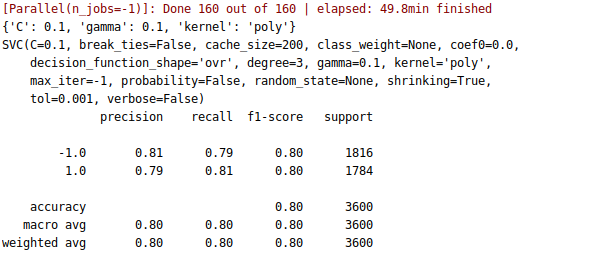 [Parallel(n_jobs=-1)]: Done 160 out of 160 | elapsed: 49.8min finished
{'C': 0.1, 'gamma': 0.1, 'kernel': 'poly'}
SVC(C=0.1, break_ties=False, cache_size=200, class_weight=None, coef0=0.0,
    decision_function_shape='ovr', degree=3, gamma=0.1, kernel='poly',
    max_iter=-1, probability=False, random_state=None, shrinking=True,
    tol=0.001, verbose=False)
              precision    recall  f1-score   support
        -1.0       0.81      0.79      0.80      1816
         1.0       0.79      0.81      0.80      1784
    accuracy                           0.80      3600
   macro avg       0.80      0.80      0.80      3600
weighted avg       0.80      0.80      0.80      3600